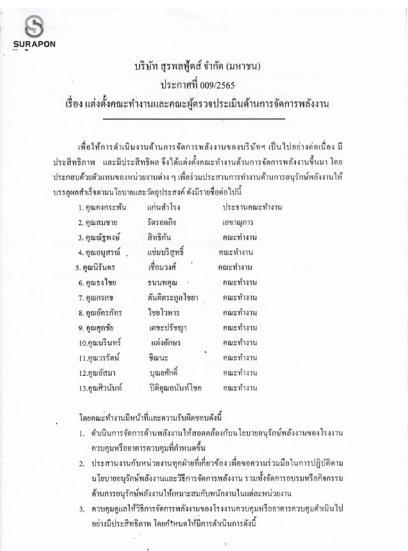 SURAPON
บริษัท สุรพลฟู้ดส์ จำกัด (มหาชน)
ประกาศที่ 009/2565
เรื่อง แต่งตั้งคณะทำงานและคณะผู้ตรวจประเมินด้านการจัดการพลังงาน
เพื่อให้การดำเนินงานด้านการจัดการพลังงานของบริษัทฯ เป็นไปอย่างต่อเนื่อง มี
ประสิทธิภาพ และมีประสิทธิผล จึงได้แต่งตั้งคณะทำงานด้านการจัดการพลังงานขึ้นมา โดย
ประกอบด้วยตัวแทนของหน่วยงานต่าง ๆ เพื่อร่วมประสานการทำงานด้านการอนุรักษ์พลังงานให้
บรรลุผลสำเร็จตามนโยบายและวัตถุประสงค์ ดังมีรายชื่อต่อไปนี้
1. คุณคงกระพัน แก่นสำโรง ประธานคณะทำงาน
2. คุณสมชาย รัตรอดกิจ เลขานุการ
3. คุณณัฐพงษ์ สิทธิกัน คณะทำงาน
4. คุณอนุสรณ์ แช่มบริสุทธิ์ คณะทำงาน
5. คุณนิรันดร เชื่อมวงศ์ คณะทำงาน
6. คุณธงไชย ธนนพคุณ คณะทำงาน
7. คุณกรกช ตันติตระกูลไชยา คณะทำงาน
8. คุณอัครภัทร ไชยโวหาร คณะทำงาน
9. คุณศุภชัย เตชะปรัชญา คณะทำงาน
10.คุณนรินทร์ แต่งอักษร คณะทำงาน
11.คุณวรรัตน์ ชิณนะ คณะทำงาน
12.คุณอัสมา บุณยศักดิ์ คณะทำงาน
13.คุณศิวนันท์ ปิติคุณอนันท์โชค คณะทำงาน
โดยคณะทำงานมีหน้าที่และความรับผิดชอบดังนี้
1. ดำเนินการจัดการด้านพลังงานให้สอดคล้องกับนโยบายอนุรักษ์พลังงานของโรงงาน
ควบคุมหรืออาคารควบคุมที่กำหนดขึ้น
2. ประสานงานกับหน่วยงานทุกฝ่ายที่เกี่ยวข้อง เพื่อขอความร่วมมือในการปฏิบัติตาม
นโยบายอนุรักษ์พลังงานและวิธีการจัดการพลังงาน รวมทั้งจัดการอบรมหรือกิจกรรม
ด้านการอนุรักษ์พลังงานให้เหมาะสมกับพนักงานในแต่ละหน่วยงาน
3. ควบคุมดูแลให้วิธีการจัดการพลังงานของโรงงานควบคุมหรืออาคารควบคุมดำเนินไป
อย่างมีประสิทธิภาพ โดยกำหนดให้มีการดำเนินการดังนี้